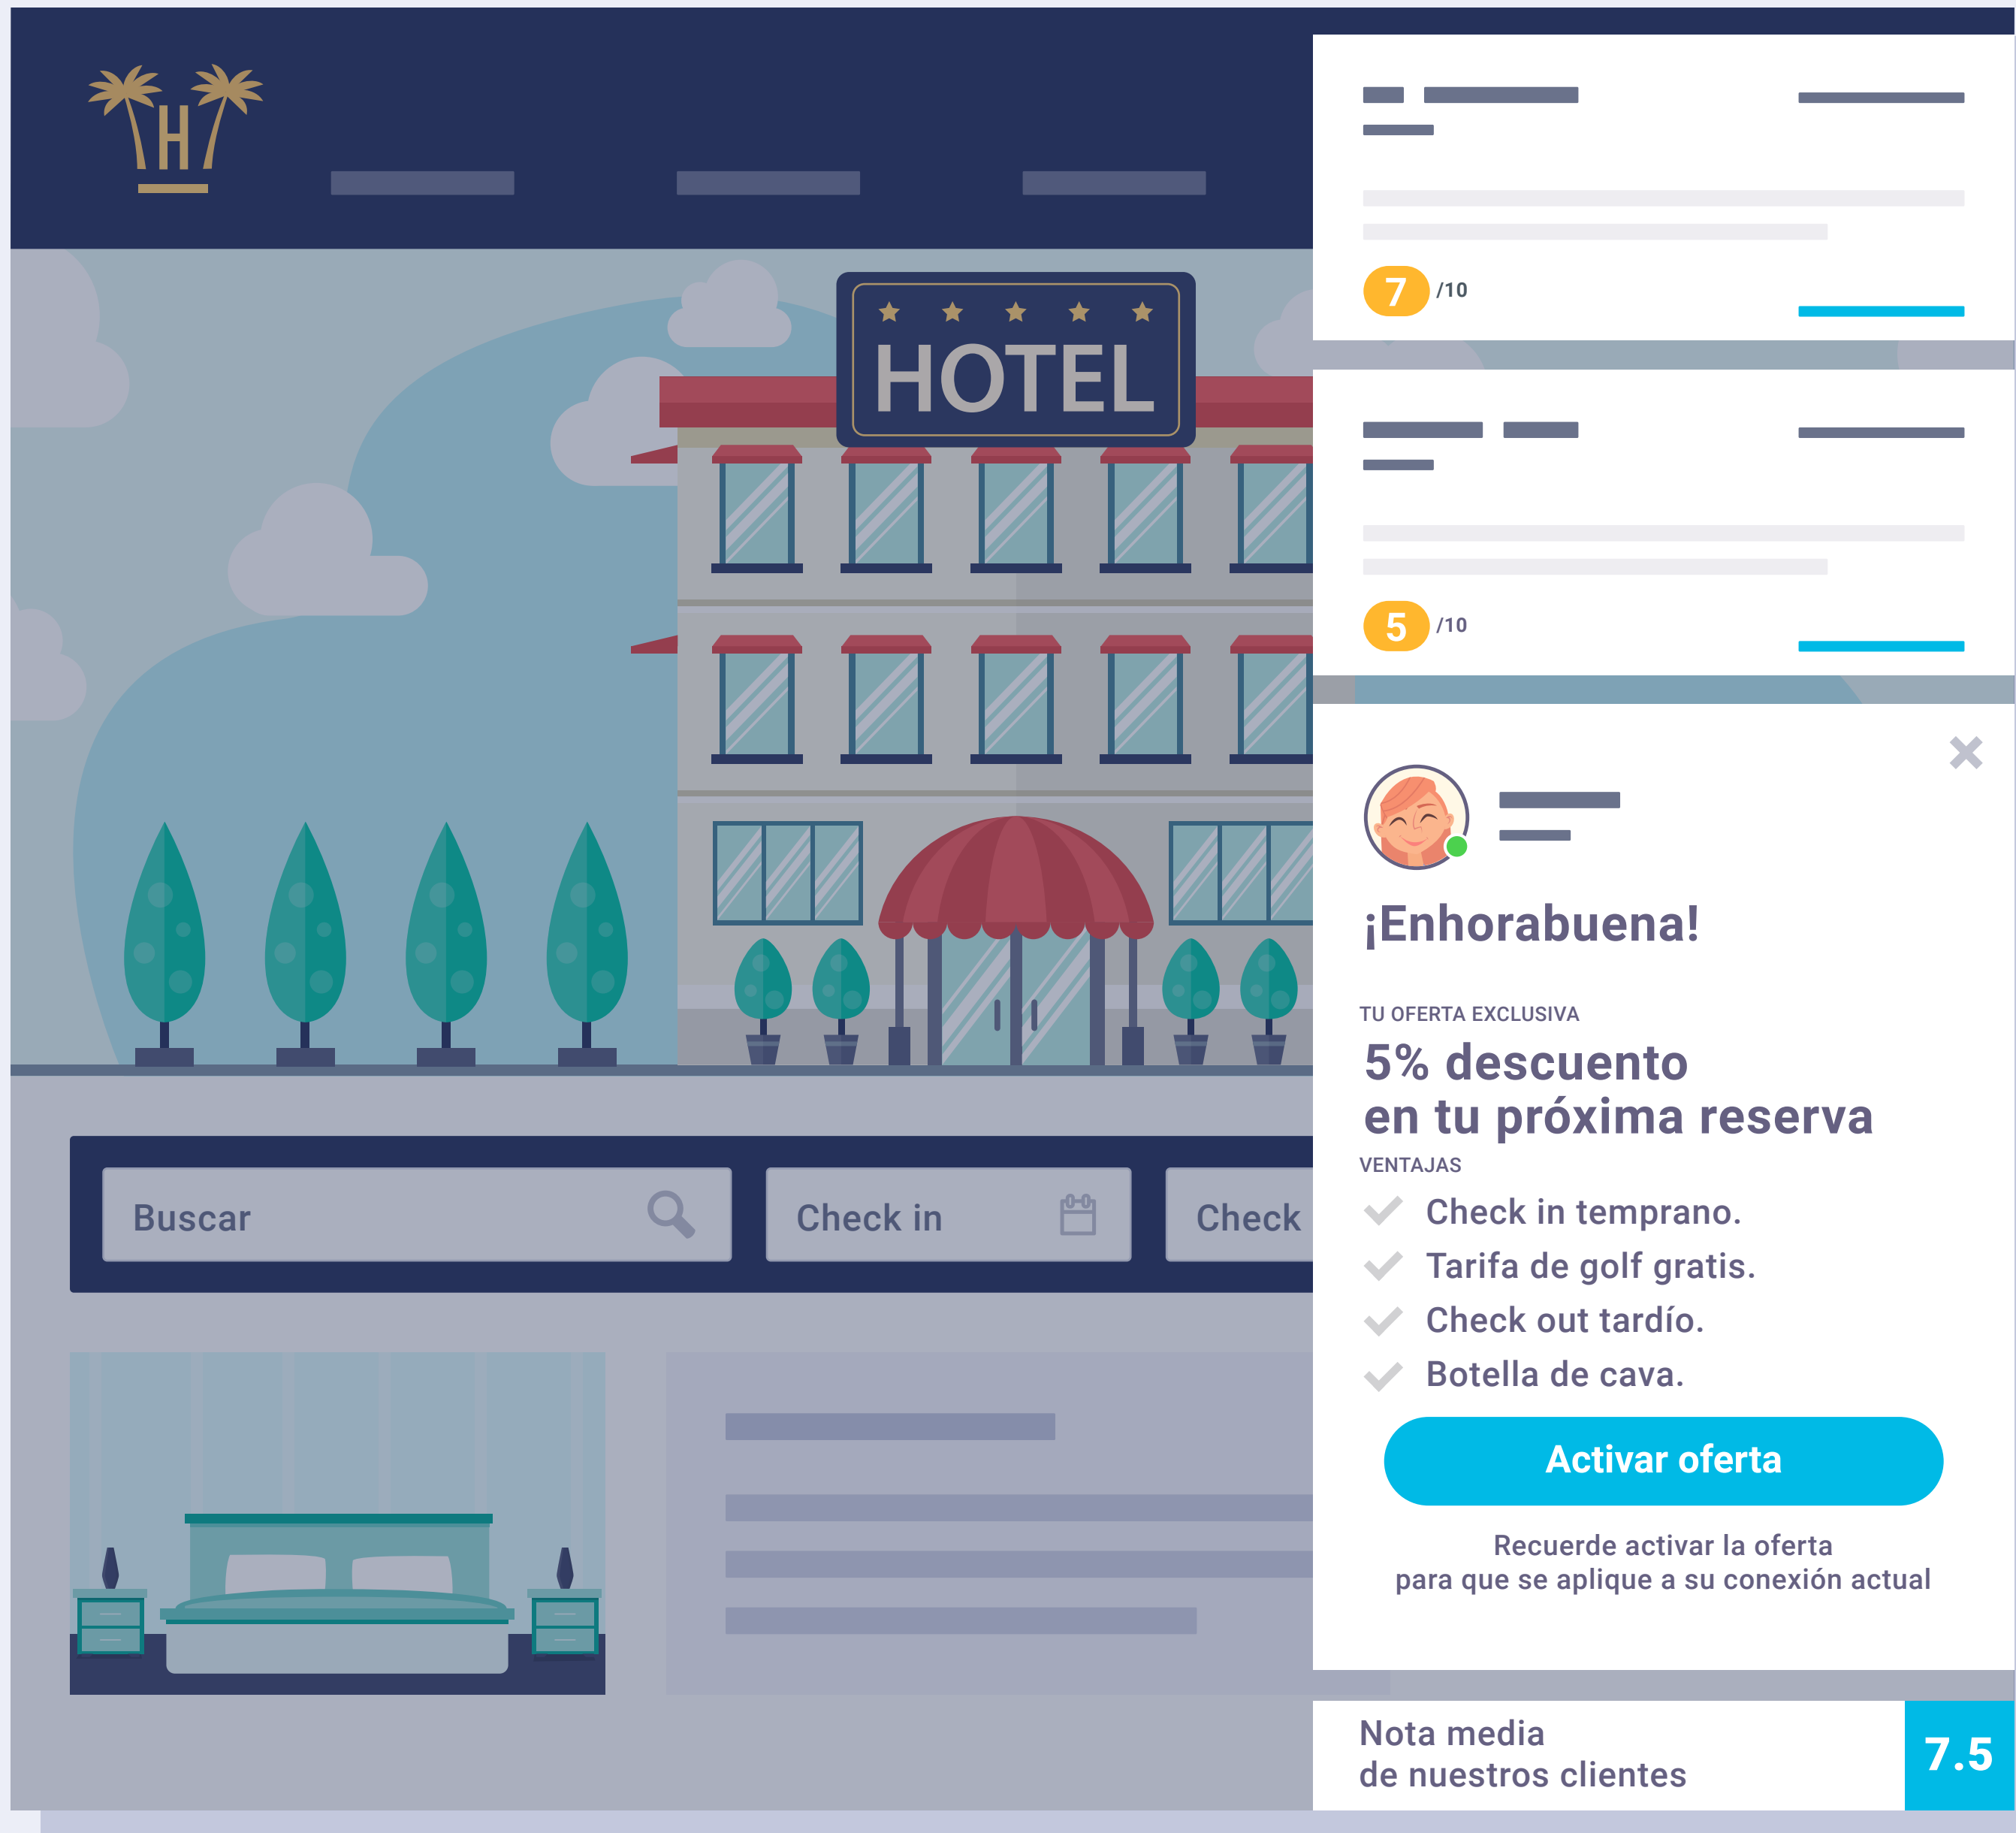 H
HOTEL
7 /10
5 /10
¡Enhorabuena!
TU OFERTA EXCLUSIVA
5% descuento
en tu próxima reserva
VENTAJAS
Check in temprano.
Tarifa de golf gratis.
Check out tardío.
Botella de cava.
Activar oferta
Recuerde activar la oferta
para que se aplique a su conexión actual
Buscar
Check in
Check
Nota media
de nuestros clientes
7.5